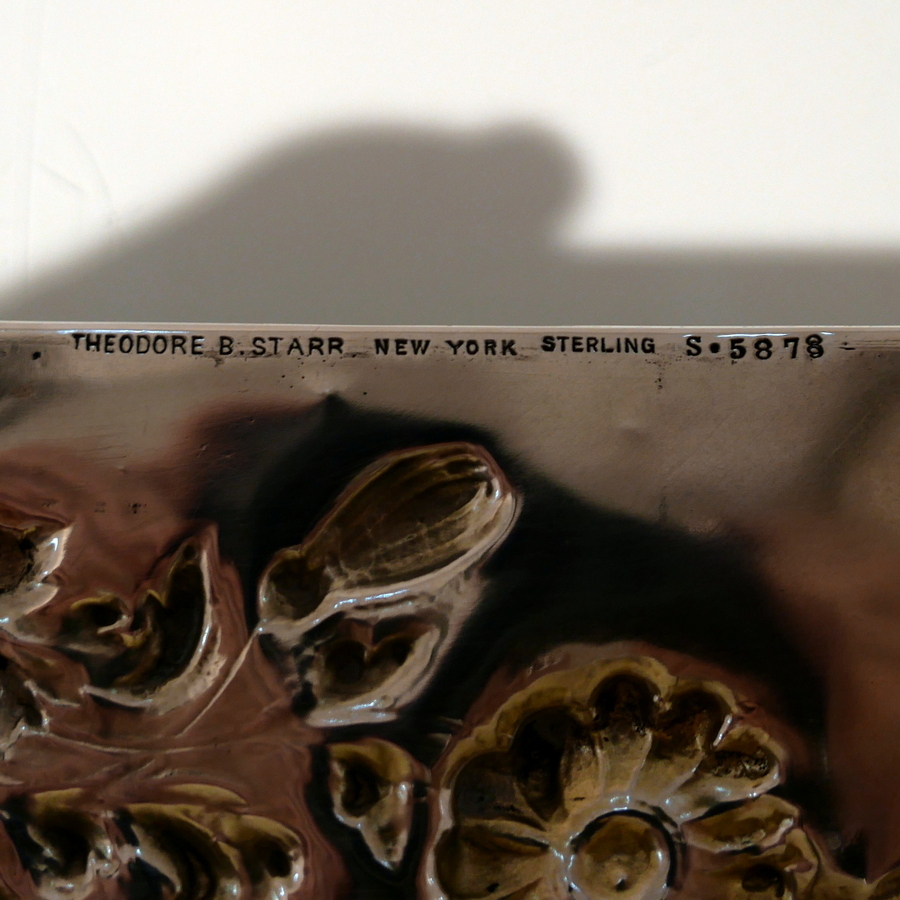 THEODORE B. STARR NEW YORK STERLING S•5878